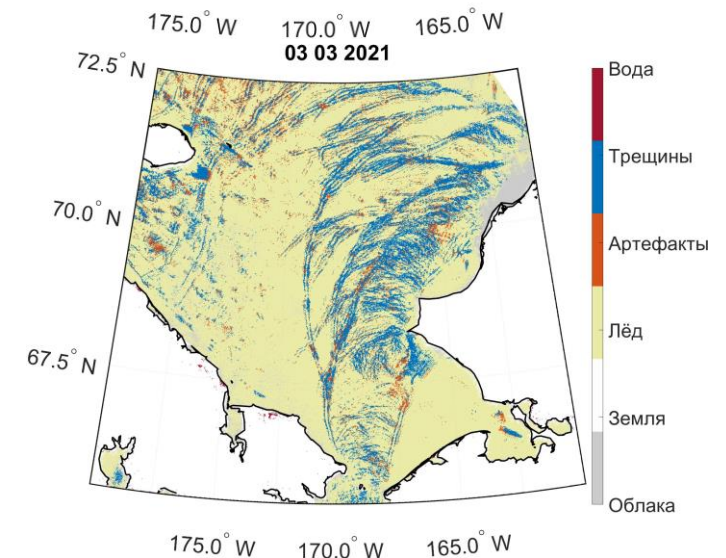 175.0° W 170.0° W 165.0° W
03 03 2021
72.5° N
70.0° N
67.5° N
175.0° W 170.0° W 165.0° W
Вода
Трещины
Артефакты
Лёд
Земля
Облака